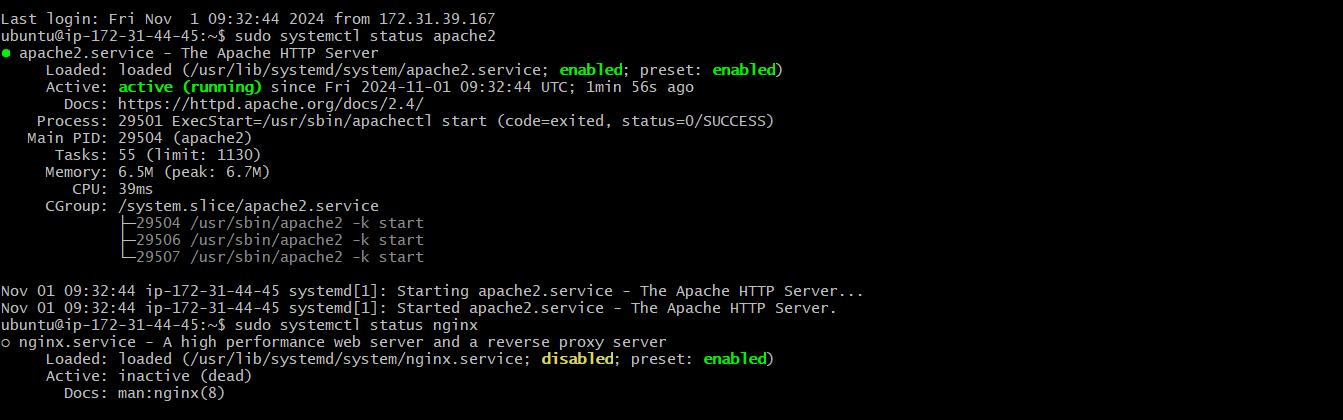 Last login: Fri Nov  1 09:32:44 2024 from 172.31.39.167
ubuntu@ip-172-31-44-45:~$ sudo systemctl status apache2
● apache2.service - The Apache HTTP Server
     Loaded: loaded (/usr/lib/systemd/system/apache2.service; enabled; preset: enabled)
     Active: active (running) since Fri 2024-11-01 09:32:44 UTC; 1min 56s ago
       Docs: https://httpd.apache.org/docs/2.4/
    Process: 29501 ExecStart=/usr/sbin/apachectl start (code=exited, status=0/SUCCESS)
   Main PID: 29504 (apache2)
      Tasks: 55 (limit: 1130)
     Memory: 6.5M (peak: 6.7M)
        CPU: 39ms
     CGroup: /system.slice/apache2.service
             ├─29504 /usr/sbin/apache2 -k start
             ├─29506 /usr/sbin/apache2 -k start
             └─29507 /usr/sbin/apache2 -k start

Nov 01 09:32:44 ip-172-31-44-45 systemd[1]: Starting apache2.service - The Apache HTTP Server...
Nov 01 09:32:44 ip-172-31-44-45 systemd[1]: Started apache2.service - The Apache HTTP Server.
ubuntu@ip-172-31-44-45:~$ sudo systemctl status nginx
○ nginx.service - A high performance web server and a reverse proxy server
     Loaded: loaded (/usr/lib/systemd/system/nginx.service; disabled; preset: enabled)
     Active: inactive (dead)
       Docs: man:nginx(8)